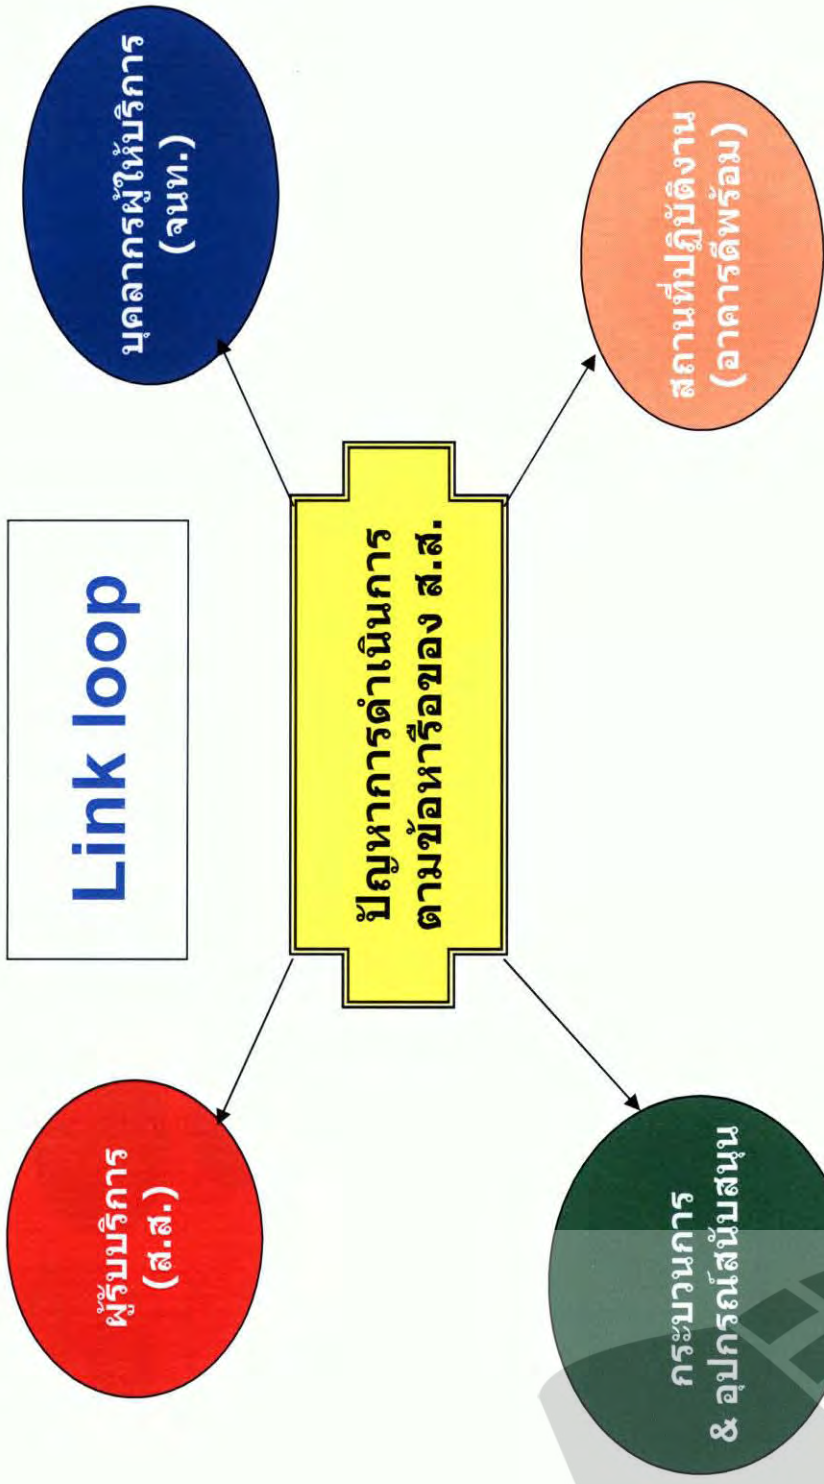 Link loop
ผู้รับบริการ
(ส.ส.)
บุคลากรผู้ให้บริการ
(จนท.)
ปัญหาการดำเนินการ
ตามข้อหารือของ ส.ส.
กระบวนการ
& อุปกรณ์สนับสนุน
สถานที่ปฏิบัติงาน
(อาคารดีพร้อม)